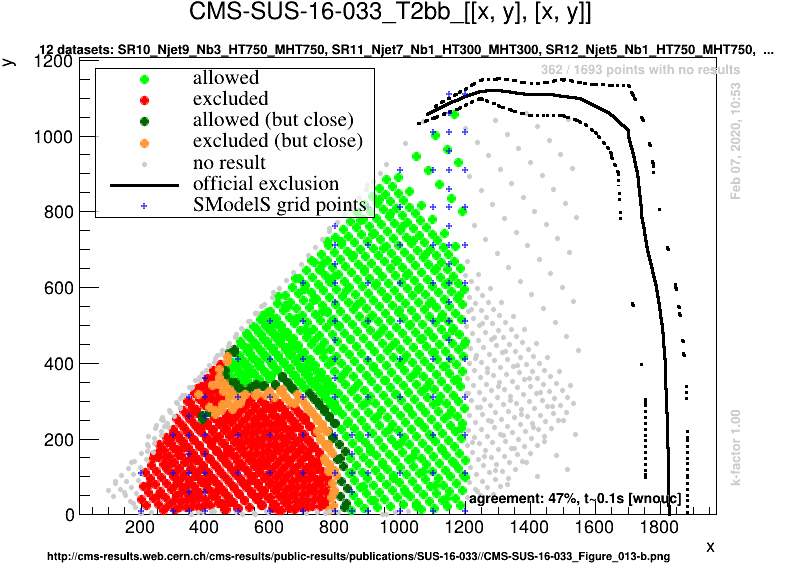 CMS-SUS-16-033_T2bb_[[x, y], [x, y]]
12 datasets: SR10_Njet9_Nb3_HT750_MHT750, SR11_Njet7_Nb1_HT300_MHT300, SR12_Njet5_Nb1_HT750_MHT750, ...
y
362 / 1693 points with no results
allowed
excluded
allowed (but close)
excluded (but close)
no result
official exclusion
SModelS grid points
1200
1000
800
600
400
200
0
Feb 07, 2020, 10:53
k-factor 1.00
agreement: 47%, t~0.1s [wnouc]
200 400 600 800 1000 1200 1400 1600 1800
x
http://cms-results.web.cern.ch/cms-results/public-results/publications/SUS-16-033//CMS-SUS-16-033_Figure_013-b.png